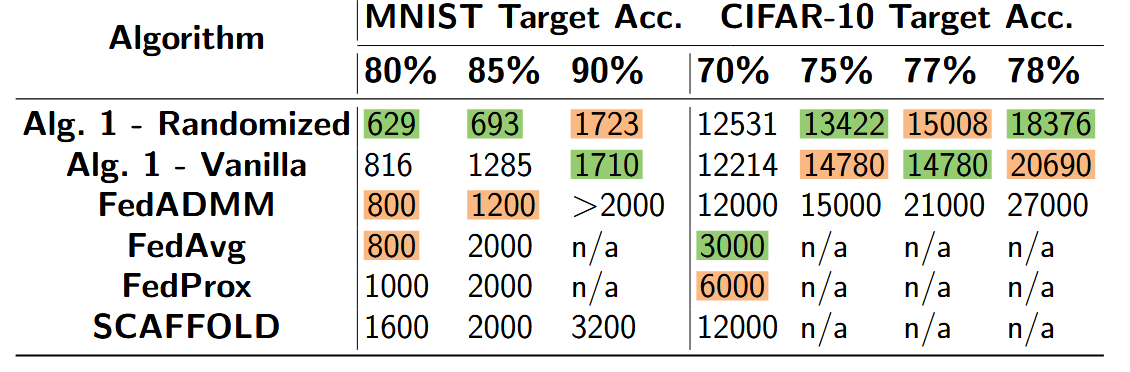 Algorithm MNIST Target Acc. CIFAR-10 Target Acc.
80% 85% 90% 70% 75% 77% 78%
Alg. 1 - Randomized 629 693 1723 12531 13422 15008 18376
Alg. 1 - Vanilla 816 1285 1710 12214 14780 14780 20690
FedADMM 800 1200 >2000 12000 15000 21000 27000
FedAvg 800 2000 n/a 3000 n/a n/a n/a
FedProx 1000 2000 n/a 6000 n/a n/a n/a
SCAFFOLD 1600 2000 3200 12000 n/a n/a n/a